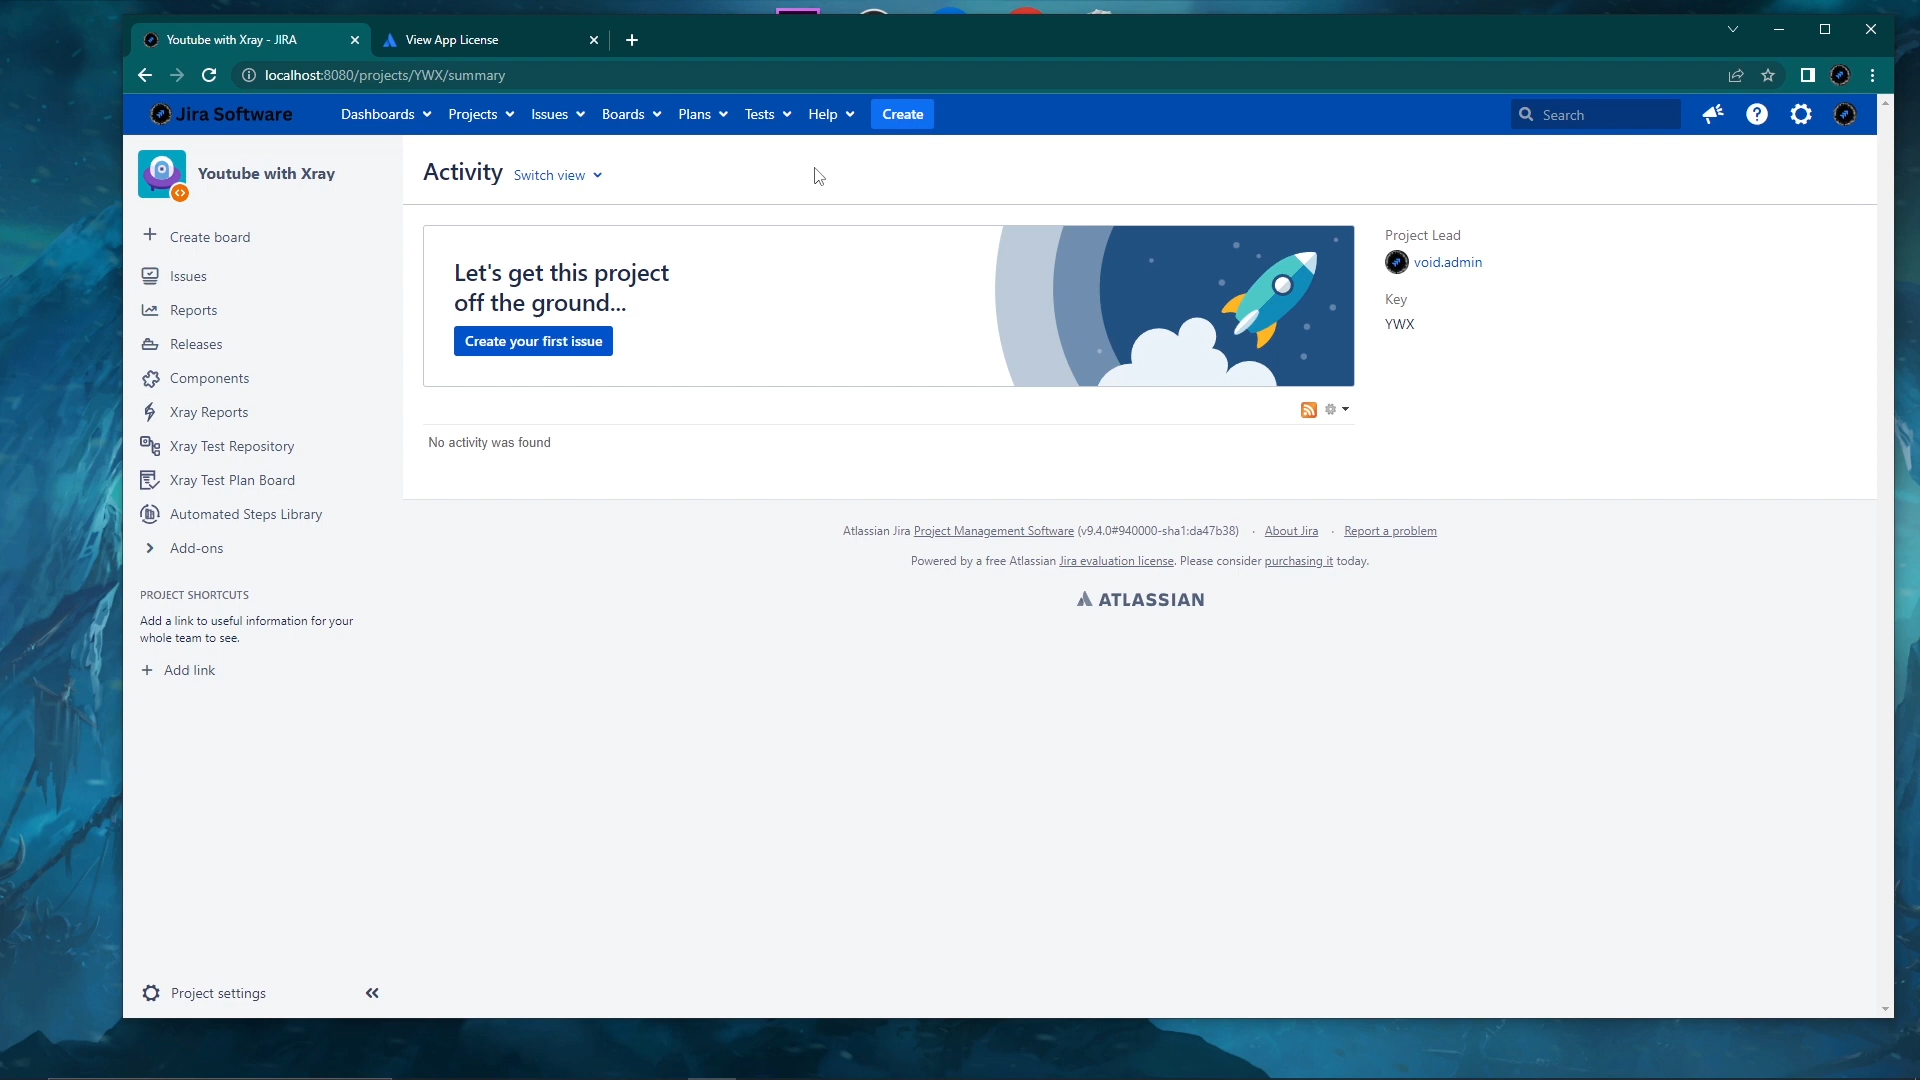 Youtube with Xray - JIRA
View App License
localhost:8080/projects/YWX/summary
Jira Software
Dashboards
Projects
Issues
Boards
Plans
Tests
Help
Create
Search
Youtube with Xray
Create board
Issues
Reports
Releases
Components
Xray Reports
Xray Test Repository
Xray Test Plan Board
Automated Steps Library
Add-ons
PROJECT SHORTCUTS
Add a link to useful information for your
whole team to see.
Add link
Project settings
Activity Switch view
Let's get this project
off the ground...
Create your first issue
No activity was found
Project Lead
void.admin
Key
YWX
Atlassian Jira Project Management Software (v9.4.0#940000-sha1:da47b38) · About Jira · Report a problem
Powered by a free Atlassian Jira evaluation license. Please consider purchasing it today.
ATLASSIAN